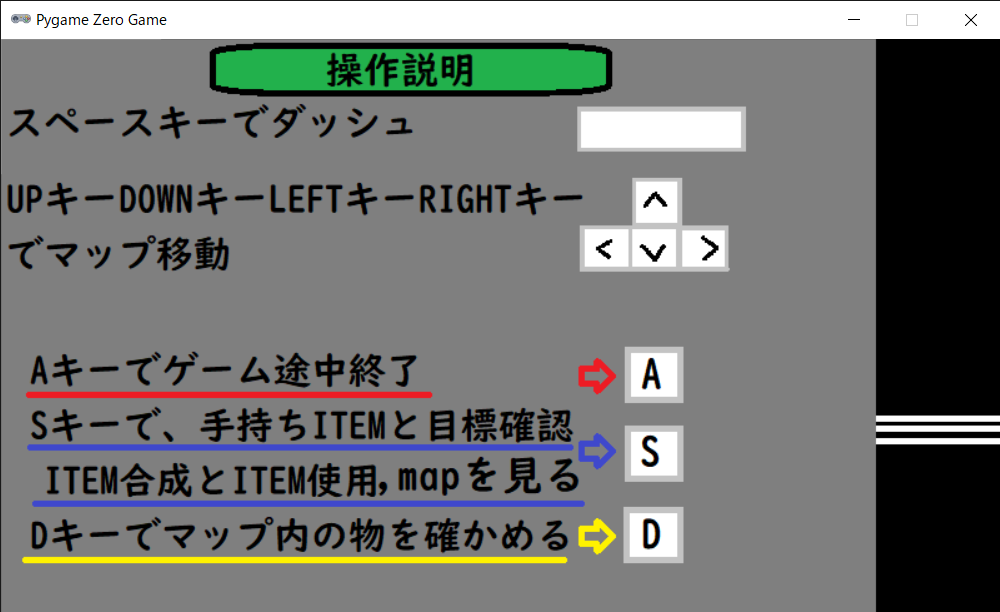 Pygame Zero Game
操作説明
スペースキーでダッシュ
UPキーDOWNキーLEFTキーRIGHTキー
でマップ移動
Aキーでゲーム途中終了
A
Sキーで、手持ちITEMと目標確認
S
ITEM合成とITEM使用,mapを見る
Dキーでマップ内の物を確かめる
D